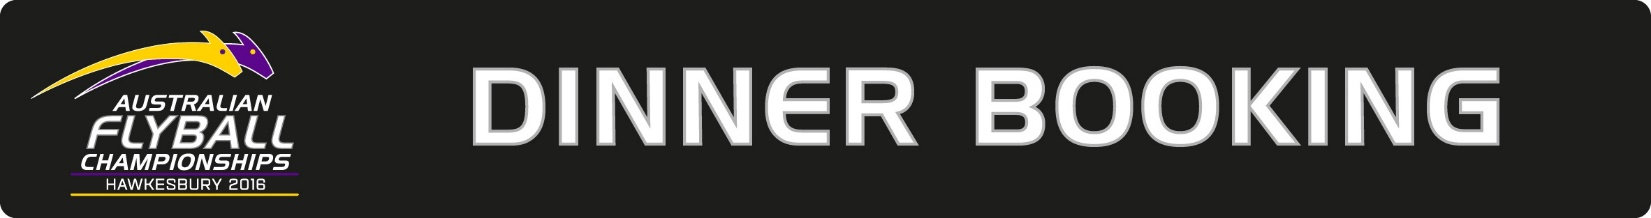 AUSTRALIAN
FLYBALL
CHAMPIONSHIPS
HAWKESBURY 2016
DINNER BOOKING